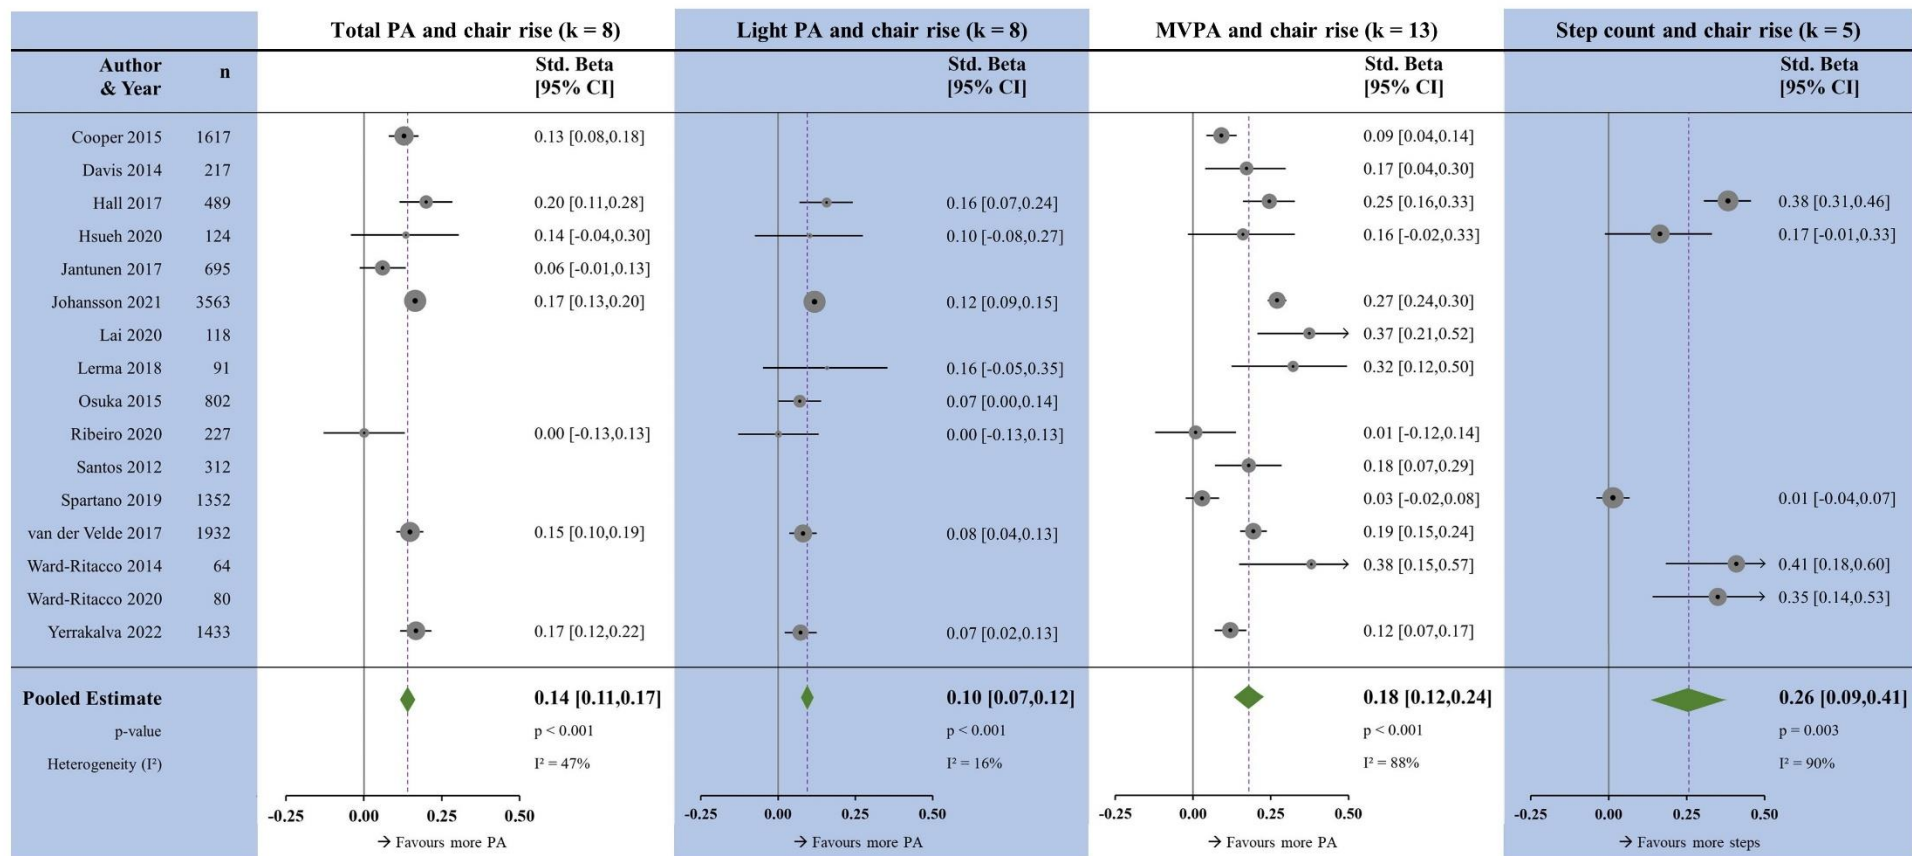 Total PA and chair rise (k = 8) Light PA and chair rise (k = 8) MVPA and chair rise (k = 13) Step count and chair rise (k = 5)
Author & Year n Std. Beta [95% CI] Std. Beta [95% CI] Std. Beta [95% CI] Std. Beta [95% CI]
Cooper 2015 1617 0.13 [0.08,0.18] 0.09 [0.04,0.14]
Davis 2014 217 0.17 [0.04,0.30]
Hall 2017 489 0.20 [0.11,0.28] 0.16 [0.07,0.24] 0.25 [0.16,0.33] 0.38 [0.31,0.46]
Hsueh 2020 124 0.14 [-0.04,0.30] 0.10 [-0.08,0.27] 0.16 [-0.02,0.33] 0.17 [-0.01,0.33]
Jantunen 2017 695 0.06 [-0.01,0.13]
Johansson 2021 3563 0.17 [0.13,0.20] 0.12 [0.09,0.15] 0.27 [0.24,0.30]
Lai 2020 118 0.37 [0.21,0.52]
Lerma 2018 91 0.16 [-0.05,0.35] 0.32 [0.12,0.50]
Osuka 2015 802 0.07 [0.00,0.14]
Ribeiro 2020 227 0.00 [-0.13,0.13] 0.00 [-0.13,0.13] 0.01 [-0.12,0.14]
Santos 2012 312 0.18 [0.07,0.29]
Spartano 2019 1352 0.03 [-0.02,0.08] 0.01 [-0.04,0.07]
van der Velde 2017 1932 0.15 [0.10,0.19] 0.08 [0.04,0.13] 0.19 [0.15,0.24]
Ward-Ritacco 2014 64 0.38 [0.15,0.57] 0.41 [0.18,0.60]
Ward-Ritacco 2020 80 0.35 [0.14,0.53]
Yerrakalva 2022 1433 0.17 [0.12,0.22] 0.07 [0.02,0.13] 0.12 [0.07,0.17]
Pooled Estimate 0.14 [0.11,0.17] 0.10 [0.07,0.12] 0.18 [0.12,0.24] 0.26 [0.09,0.41]
p-value p < 0.001 p < 0.001 p < 0.001 p = 0.003
Heterogeneity (I²) I² = 47% I² = 16% I² = 88% I² = 90%
-0.25 0.00 0.25 0.50 -0.25 0.00 0.25 0.50 -0.25 0.00 0.25 0.50 -0.25 0.00 0.25 0.50
→ Favours more PA → Favours more PA → Favours more PA → Favours more steps